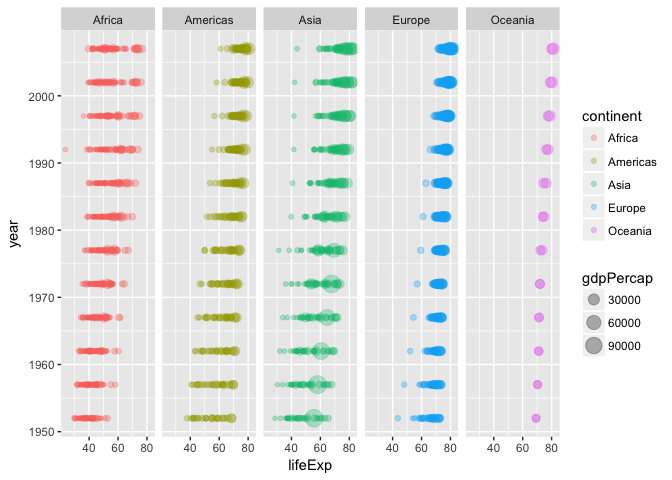 Africa Americas Asia Europe Oceania
2000
1990
1980
1970
1960
1950
year
40 60 80 40 60 80 40 60 80 40 60 80 40 60 80
lifeExp
continent
Africa
Americas
Asia
Europe
Oceania
gdpPercap
30000
60000
90000